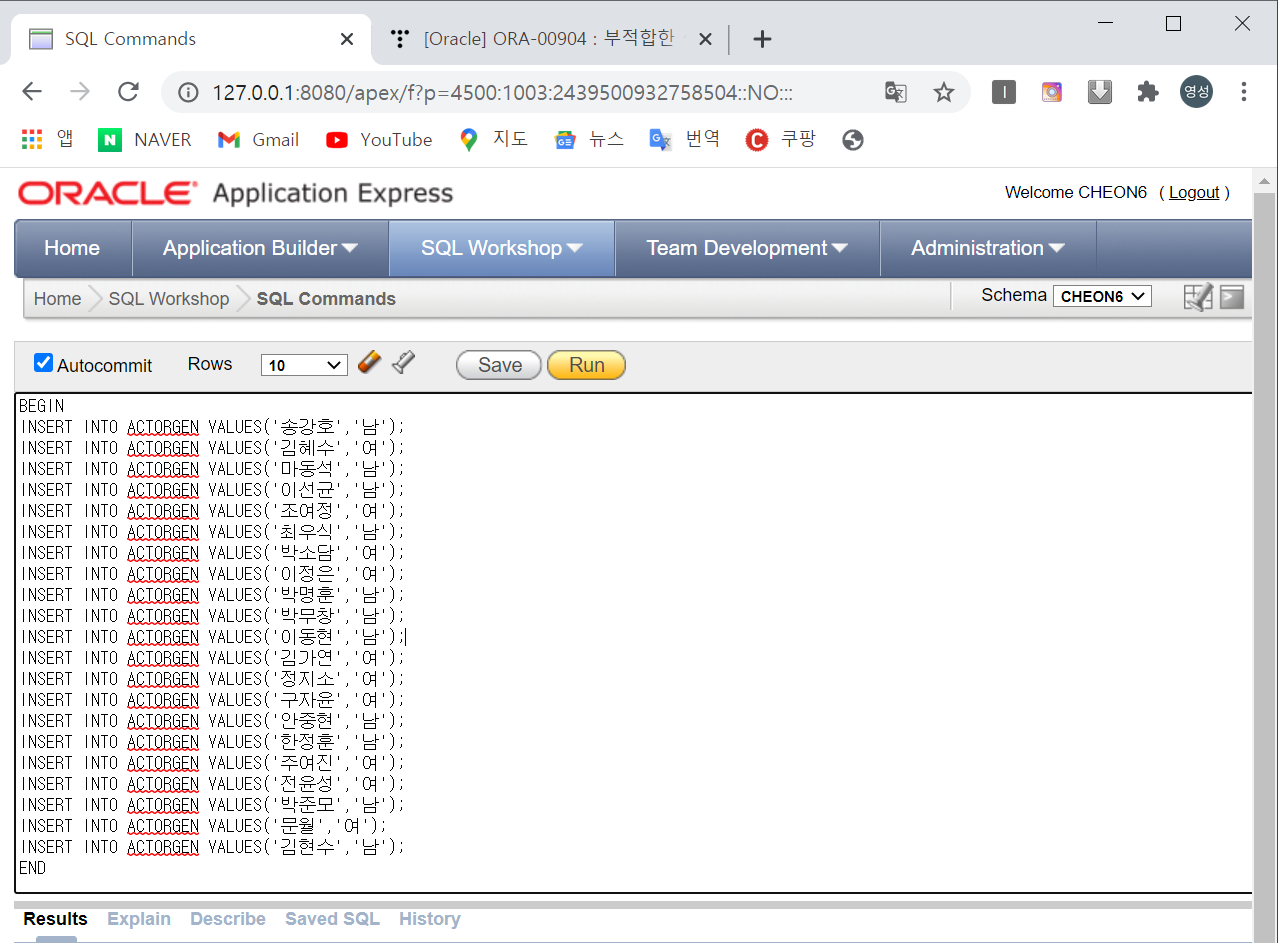 SQL Commands
[Oracle] ORA-00904 : 부적합한
127.0.0.1:8080/apex/f?p=4500:1003:2439500932758504::NO:::
영성
앱 NAVER Gmail YouTube 지도 뉴스 번역 쿠팡
ORACLE Application Express
Welcome CHEON6 ( Logout )
Home Application Builder SQL Workshop Team Development Administration
Home SQL Workshop SQL Commands
Schema CHEON6
Autocommit Rows 10 Save Run
BEGIN
INSERT INTO ACTORGEN VALUES('송강호','남');
INSERT INTO ACTORGEN VALUES('김혜수','여');
INSERT INTO ACTORGEN VALUES('마동석','남');
INSERT INTO ACTORGEN VALUES('이선균','남');
INSERT INTO ACTORGEN VALUES('조여정','여');
INSERT INTO ACTORGEN VALUES('최우식','남');
INSERT INTO ACTORGEN VALUES('박소담','여');
INSERT INTO ACTORGEN VALUES('이정은','여');
INSERT INTO ACTORGEN VALUES('박명훈','남');
INSERT INTO ACTORGEN VALUES('박무창','남');
INSERT INTO ACTORGEN VALUES('이동현','남');
INSERT INTO ACTORGEN VALUES('김가연','여');
INSERT INTO ACTORGEN VALUES('정지소','여');
INSERT INTO ACTORGEN VALUES('구자윤','여');
INSERT INTO ACTORGEN VALUES('안중현','남');
INSERT INTO ACTORGEN VALUES('한정훈','남');
INSERT INTO ACTORGEN VALUES('주여진','여');
INSERT INTO ACTORGEN VALUES('전윤성','여');
INSERT INTO ACTORGEN VALUES('박준모','남');
INSERT INTO ACTORGEN VALUES('문월','여');
INSERT INTO ACTORGEN VALUES('김현수','남');
END
Results Explain Describe Saved SQL History